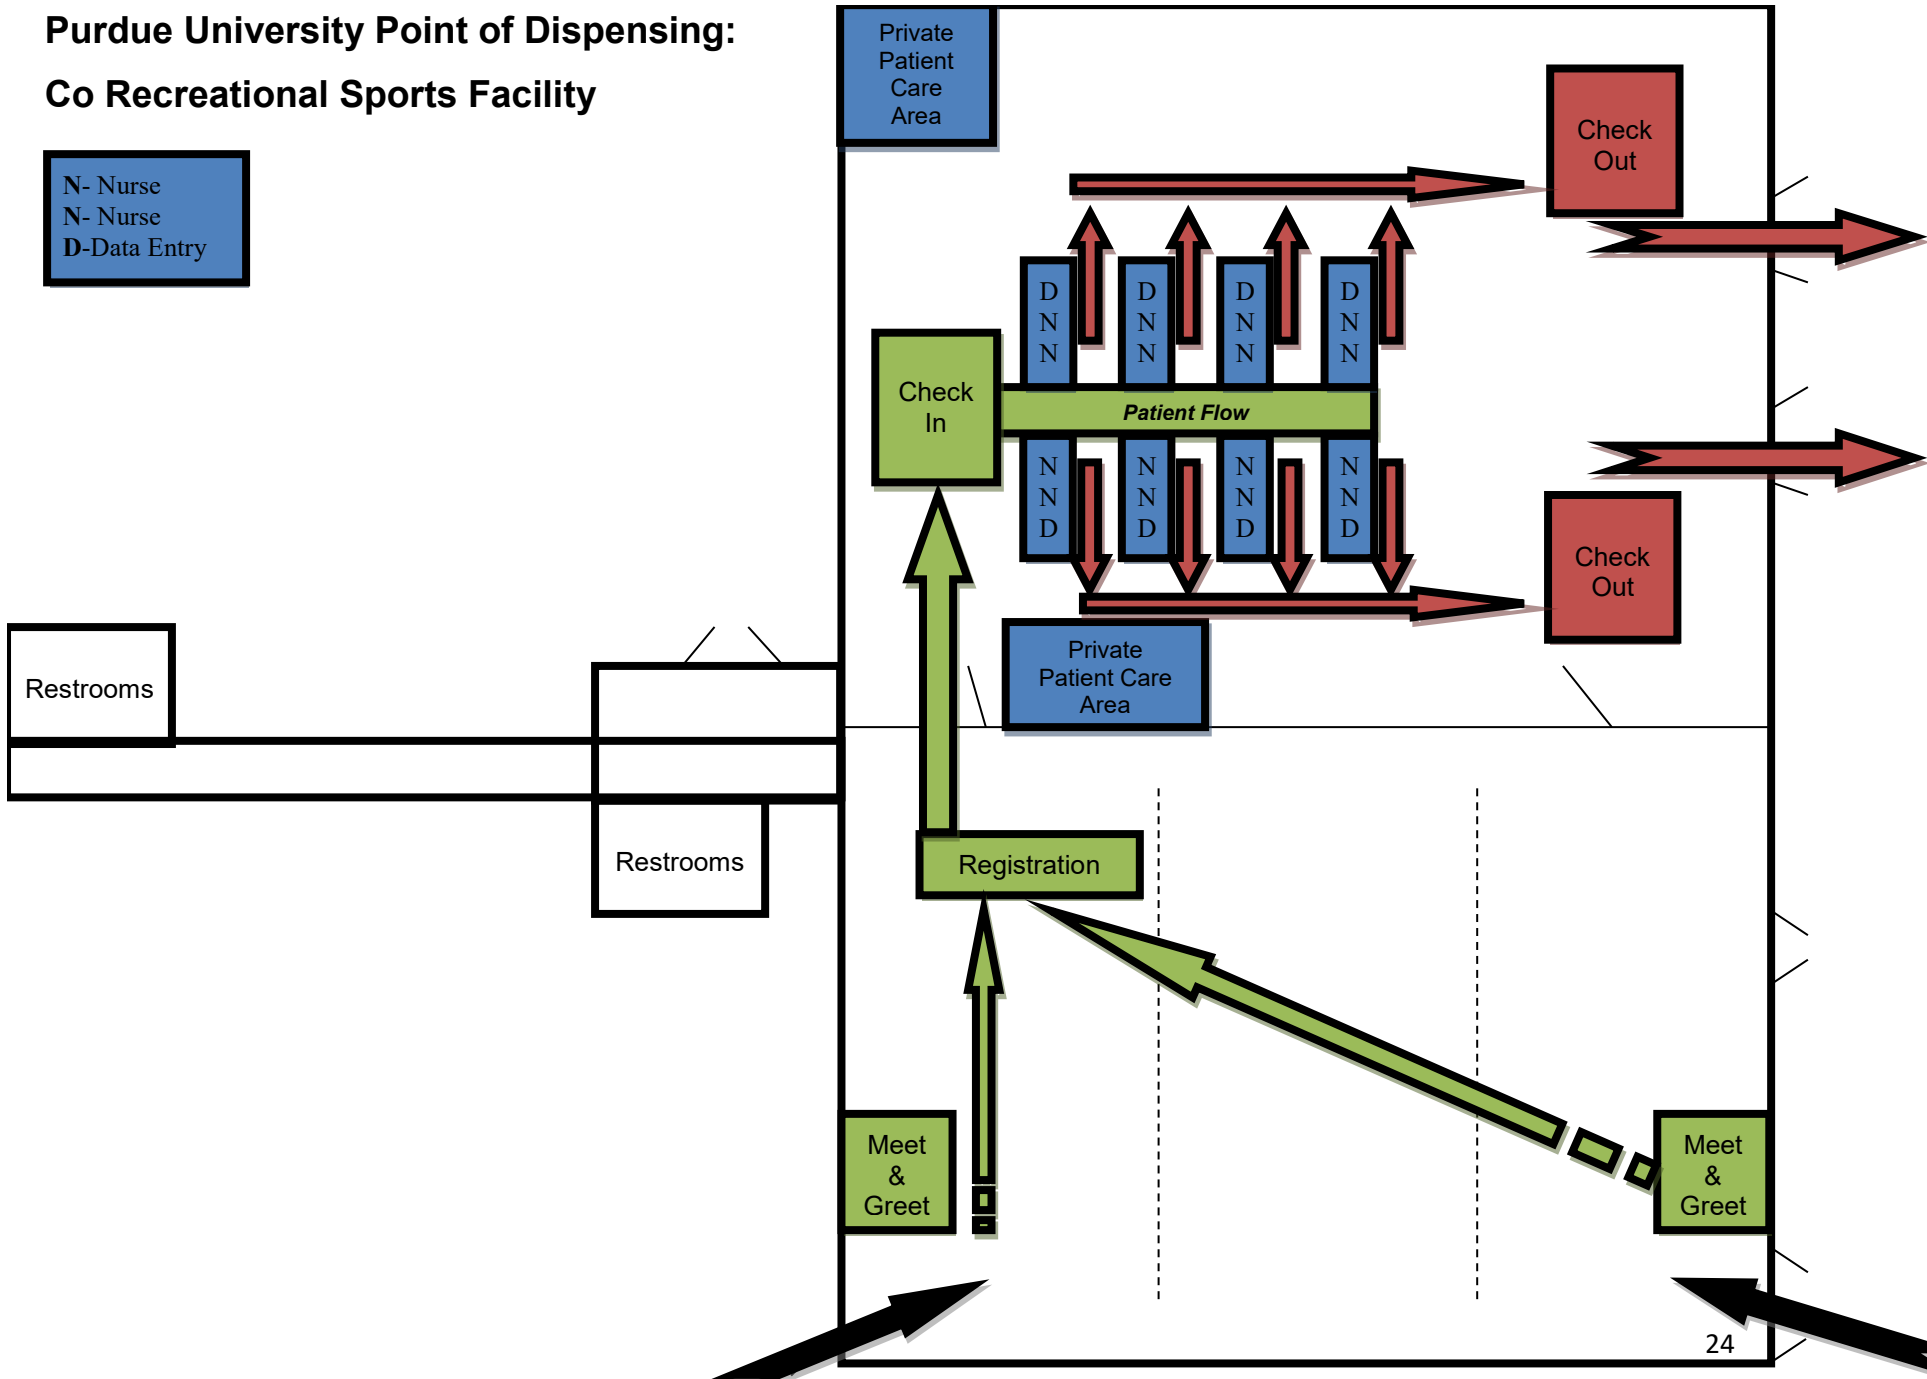 Purdue University Point of Dispensing:
Co Recreational Sports Facility
N- Nurse
N- Nurse
D-Data Entry
Private
Patient
Care
Area
Check
Out
D
N
N
D
N
N
D
N
N
D
N
N
Check
In
Patient Flow
N
N
D
N
N
D
N
N
D
N
N
D
Check
Out
Private
Patient Care
Area
Restrooms
Restrooms
Registration
Meet
&
Greet
Meet
&
Greet
24